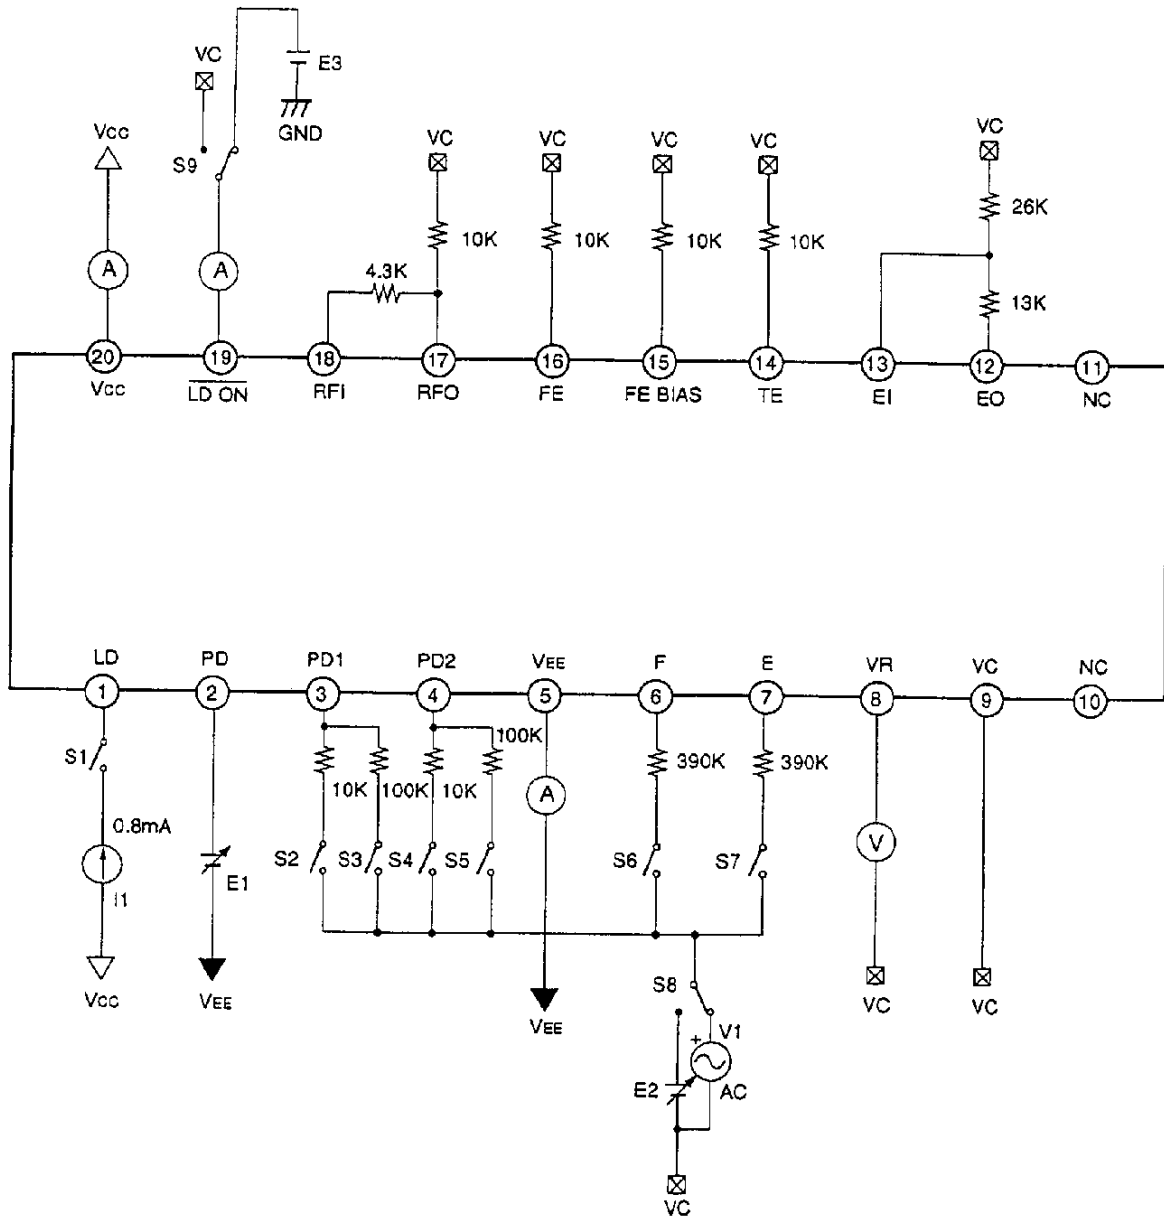 VC
E3
GND
Vcc
S9
VC
VC
VC
VC
VC
10K
10K
10K
10K
26K
4.3K
13K
A
A
20
19
18
17
16
15
14
13
12
11
Vcc
LD ON
RFI
RFO
FE
FE BIAS
TE
EI
EO
NC
LD
PD
PD1
PD2
VEE
F
E
VR
VC
NC
1
2
3
4
5
6
7
8
9
10
S1
100K
10K
100K
10K
A
390K
390K
0.8mA
I1
E1
S2
S3
S4
S5
S6
S7
V
Vcc
VEE
VEE
S8
VC
VC
V1
+
E2
AC
VC